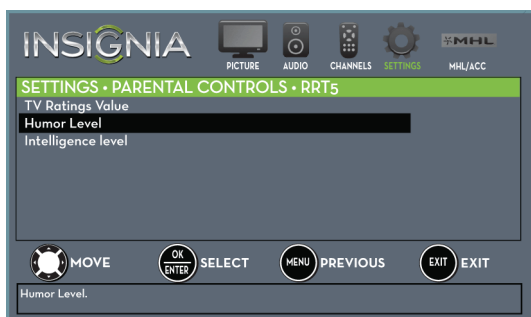 INSIGNIA
PICTURE AUDIO CHANNELS SETTINGS MHL MHL/ACC
SETTINGS • PARENTAL CONTROLS • RRT5
TV Ratings Value
Humor Level
Intelligence level
MOVE OK ENTER SELECT MENU PREVIOUS EXIT EXIT
Humor Level.